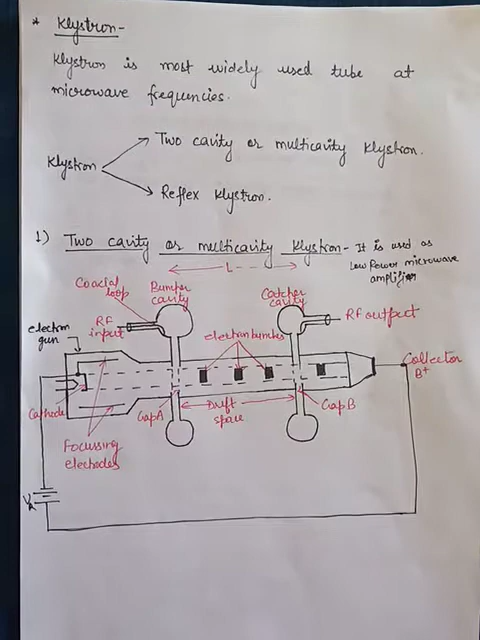 * Klystron-
Klystron is most widely used tube at
microwave frequencies.
Klystron
Two cavity or multicavity Klystron.
Reflex Klystron.
1) Two cavity or multicavity Klystron - It is used as
Low Power microwave
amplifier
L
Coacial
loop
Buncher
cavity
Catcher
cavity
RF
input
RF output
electron
gun
electron bunches
Collector
B+
Cathode
Gap A
Drift
space
Gap B
Focussing
electrodes